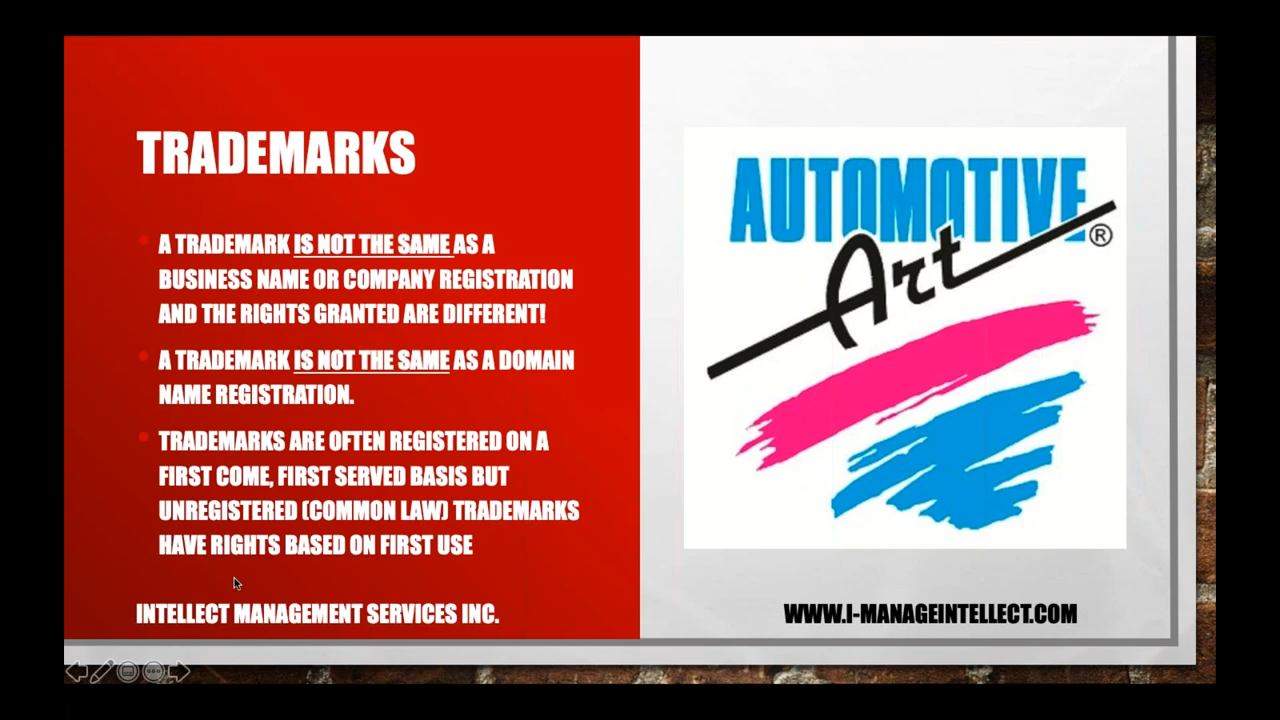 TRADEMARKS
A TRADEMARK IS NOT THE SAME AS A
BUSINESS NAME OR COMPANY REGISTRATION
AND THE RIGHTS GRANTED ARE DIFFERENT!
A TRADEMARK IS NOT THE SAME AS A DOMAIN
NAME REGISTRATION.
TRADEMARKS ARE OFTEN REGISTERED ON A
FIRST COME, FIRST SERVED BASIS BUT
UNREGISTERED (COMMON LAW) TRADEMARKS
HAVE RIGHTS BASED ON FIRST USE
INTELLECT MANAGEMENT SERVICES INC.
AUTOMOTIVE
Art ®
WWW.I-MANAGEINTELLECT.COM